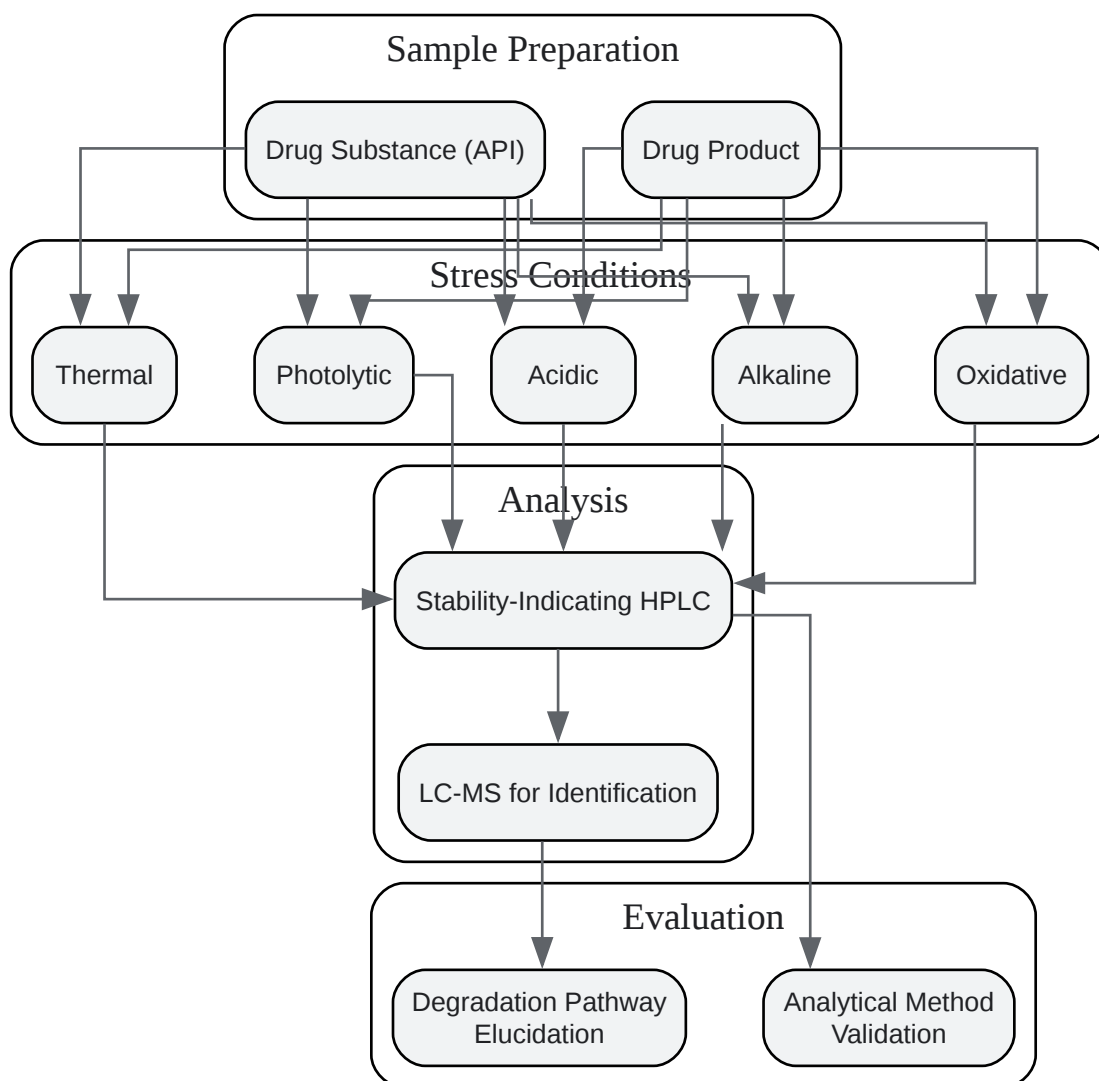 Sample Preparation
Drug Substance (API)
Drug Product
Stress Conditions
Thermal
Photolytic
Acidic
Alkaline
Oxidative
Analysis
Stability-Indicating HPLC
LC-MS for Identification
Evaluation
Degradation Pathway
Elucidation
Analytical Method
Validation